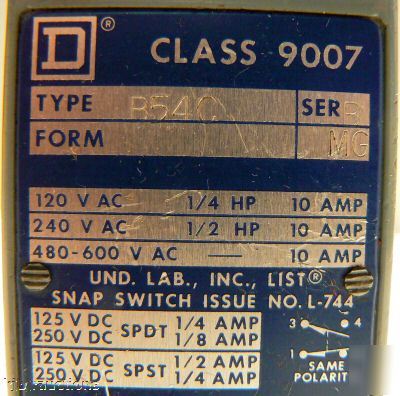 D ® CLASS 9007
TYPE B54C SER B
FORM MG
120 V AC 1/4 HP 10 AMP
240 V AC 1/2 HP 10 AMP
480-600 V AC — 10 AMP
UND. LAB., INC., LIST®
SNAP SWITCH ISSUE NO. L-744
125 V DC SPDT 1/4 AMP
250 V DC 1/8 AMP
125 V DC SPST 1/2 AMP
250 V DC 1/4 AMP
3 4
1
SAME
POLARIT